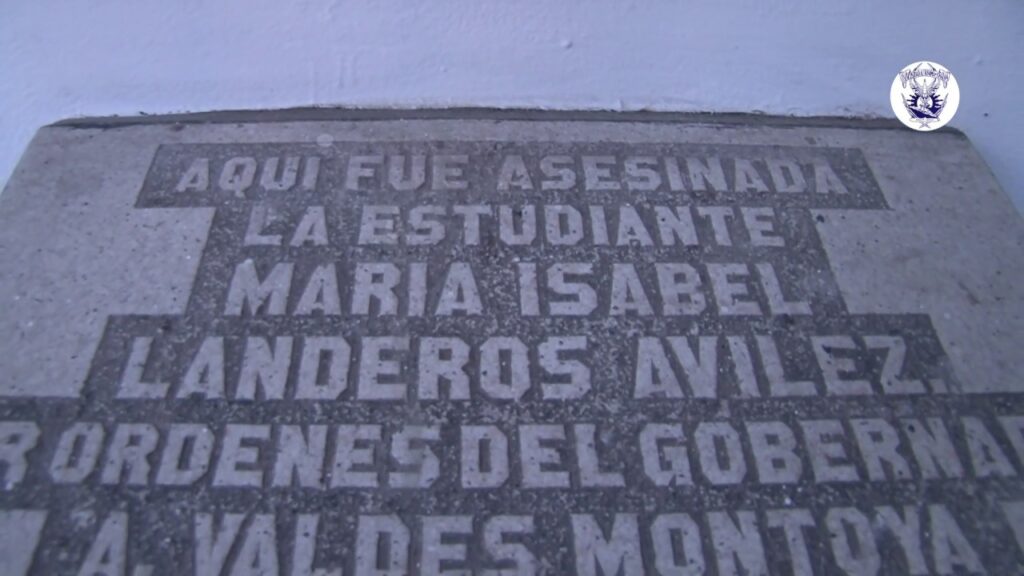 AQUI FUE ASESINADA
LA ESTUDIANTE
MARIA ISABEL
LANDEROS AVILEZ.
ORDENES DEL
A. VALDES MONTOYA